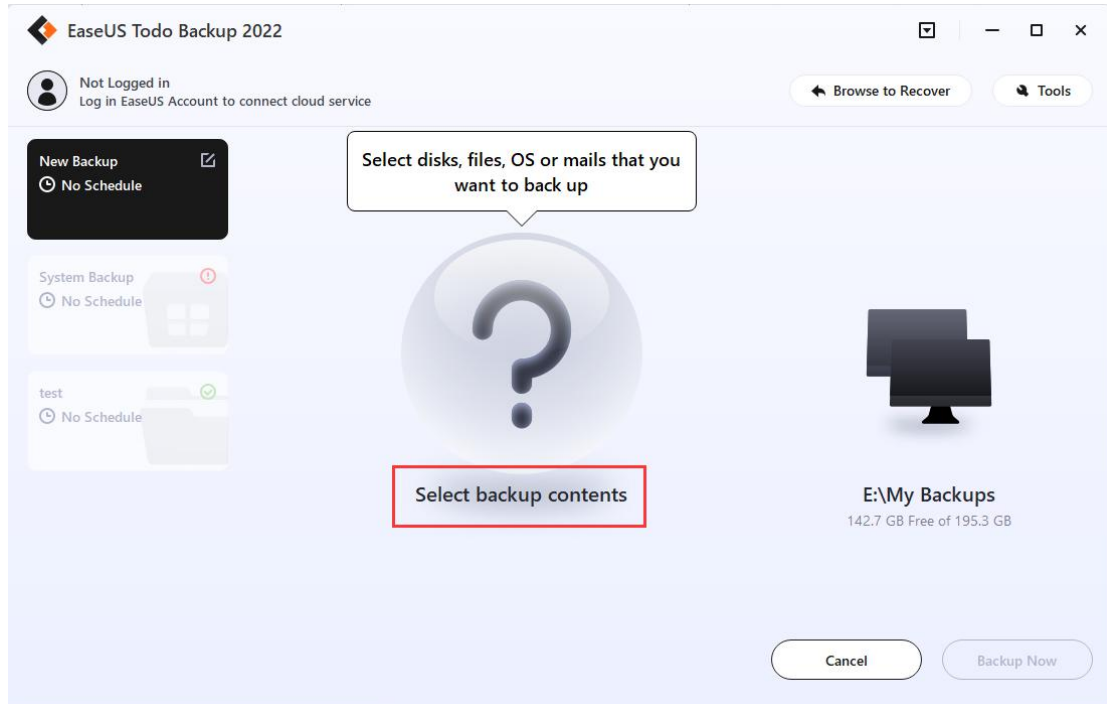 EaseUS Todo Backup 2022
Not Logged in
Log in EaseUS Account to connect cloud service
Browse to Recover
Tools
New Backup
No Schedule
System Backup
No Schedule
test
No Schedule
Select disks, files, OS or mails that you
want to back up
Select backup contents
E:\My Backups
142.7 GB Free of 195.3 GB
Cancel
Backup Now